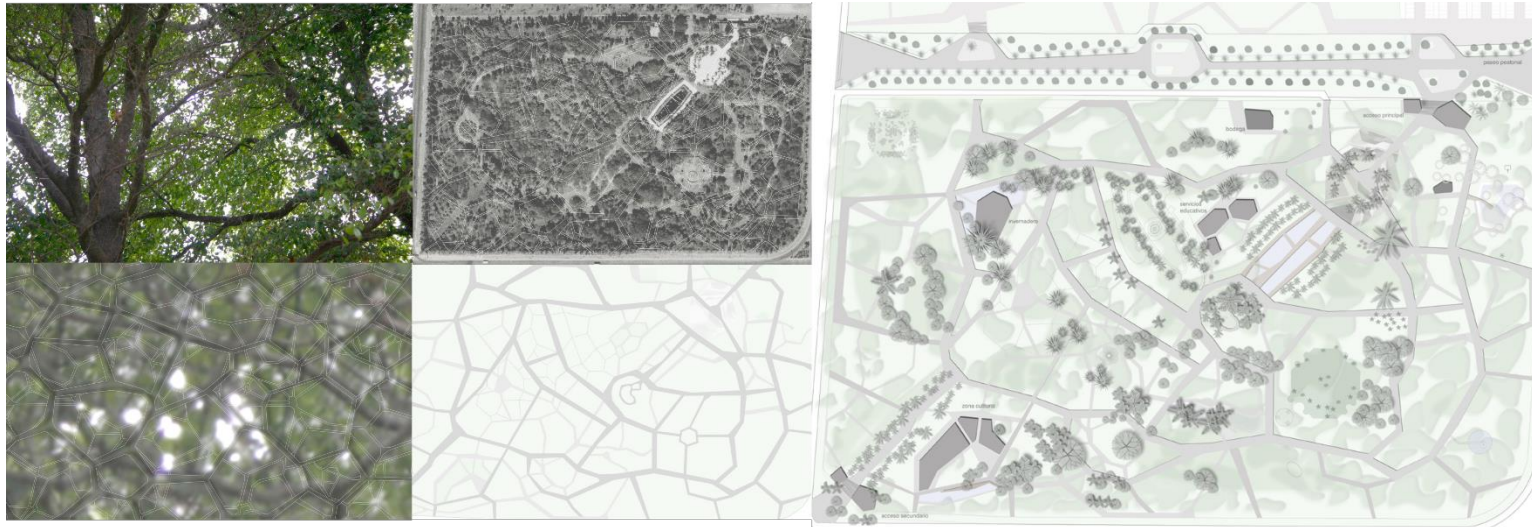 paseo peatonal
acceso principal
bodega
servicios
educativos
invernadero
zona cultural
acceso secundario